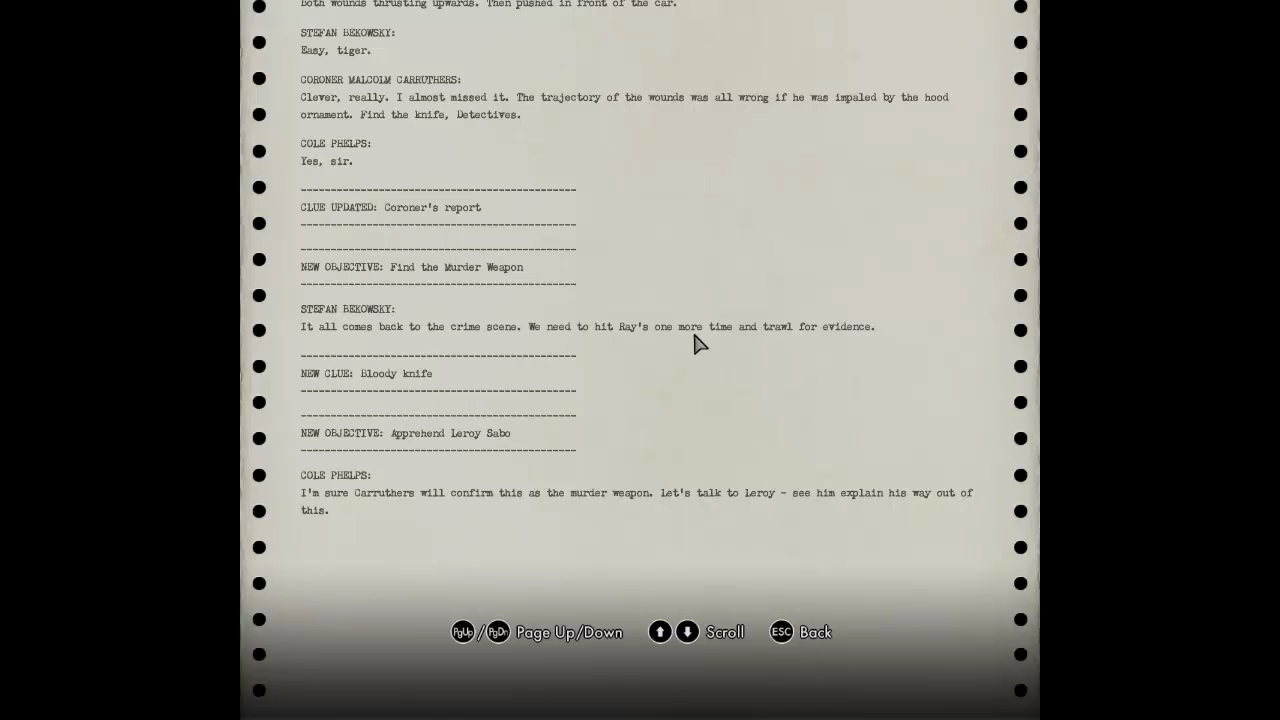 both wounds thrusting upwards. Then pushed in front of the car.
STEFAN BEKOWSKY:
Easy, tiger.
CORONER MALCOLM CARRUTHERS:
Clever, really. I almost missed it. The trajectory of the wounds was all wrong if he was impaled by the hood
ornament. Find the knife, Detectives.
COLE PHELPS:
Yes, sir.
----------------------------------------------
CLUE UPDATED: Coroner's report
----------------------------------------------
----------------------------------------------
NEW OBJECTIVE: Find the Murder Weapon
----------------------------------------------
STEFAN BEKOWSKY:
It all comes back to the crime scene. We need to hit Ray's one more time and trawl for evidence.
----------------------------------------------
NEW CLUE: Bloody knife
----------------------------------------------
----------------------------------------------
NEW OBJECTIVE: Apprehend Leroy Sabo
----------------------------------------------
COLE PHELPS:
I'm sure Carruthers will confirm this as the murder weapon. Let's talk to Leroy - see him explain his way out of
this.
PgUp / PgDn Page Up/Down Scroll ESC Back